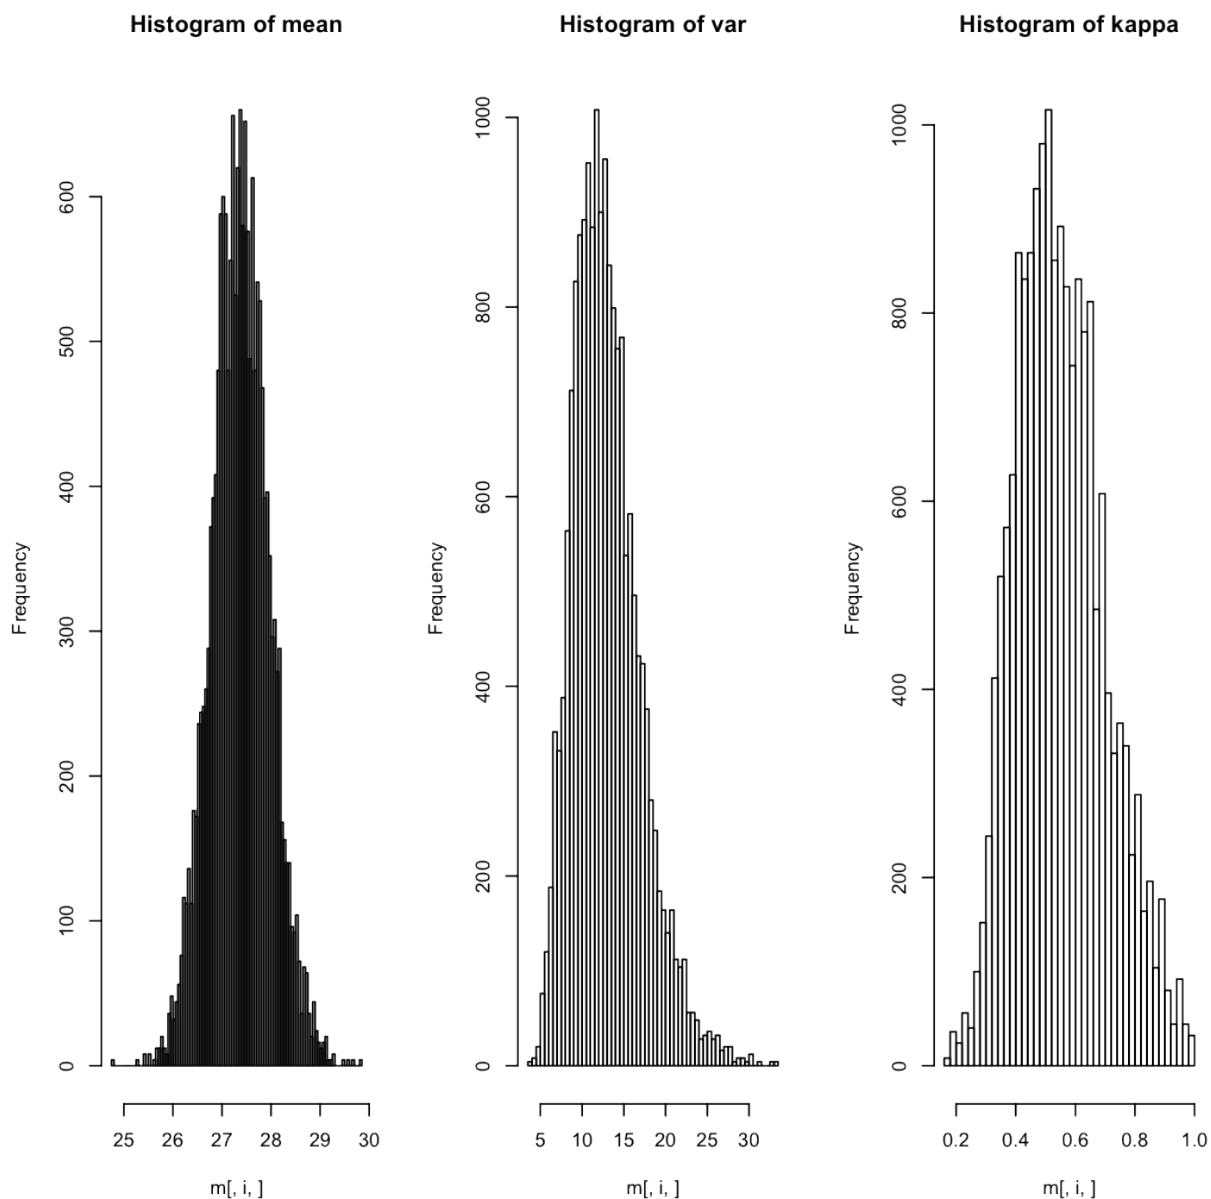 Histogram of mean
Frequency
0 100 200 300 400 500 600
25 26 27 28 29 30
m[, i, ]
Histogram of var
Frequency
0 200 400 600 800 1000
5 10 15 20 25 30
m[, i, ]
Histogram of kappa
Frequency
0 200 400 600 800 1000
0.2 0.4 0.6 0.8 1.0
m[, i, ]